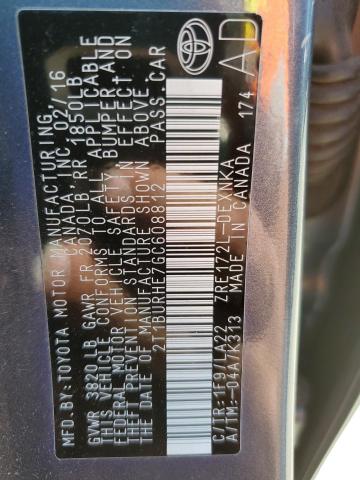 MFD.BY:TOYOTA MOTOR MANUFACTURING
CANADA, INC. 02/16
GVWR 3820LB GAWR FR 2070LB RR 1850LB
THIS VEHICLE CONFORMS TO ALL APPLICABLE
FEDERAL MOTOR VEHICLE SAFETY BUMPER AND
THEFT PREVENTION STANDARDS IN EFFECT ON
THE DATE OF MANUFACTURE SHOWN ABOVE.
2T1BURHE7GC608812 PASS.CAR
C/TR:1F9/LA22 ZRE172L-DEXNKA
A/TM:-04A/K313 MADE IN CANADA 174
AD